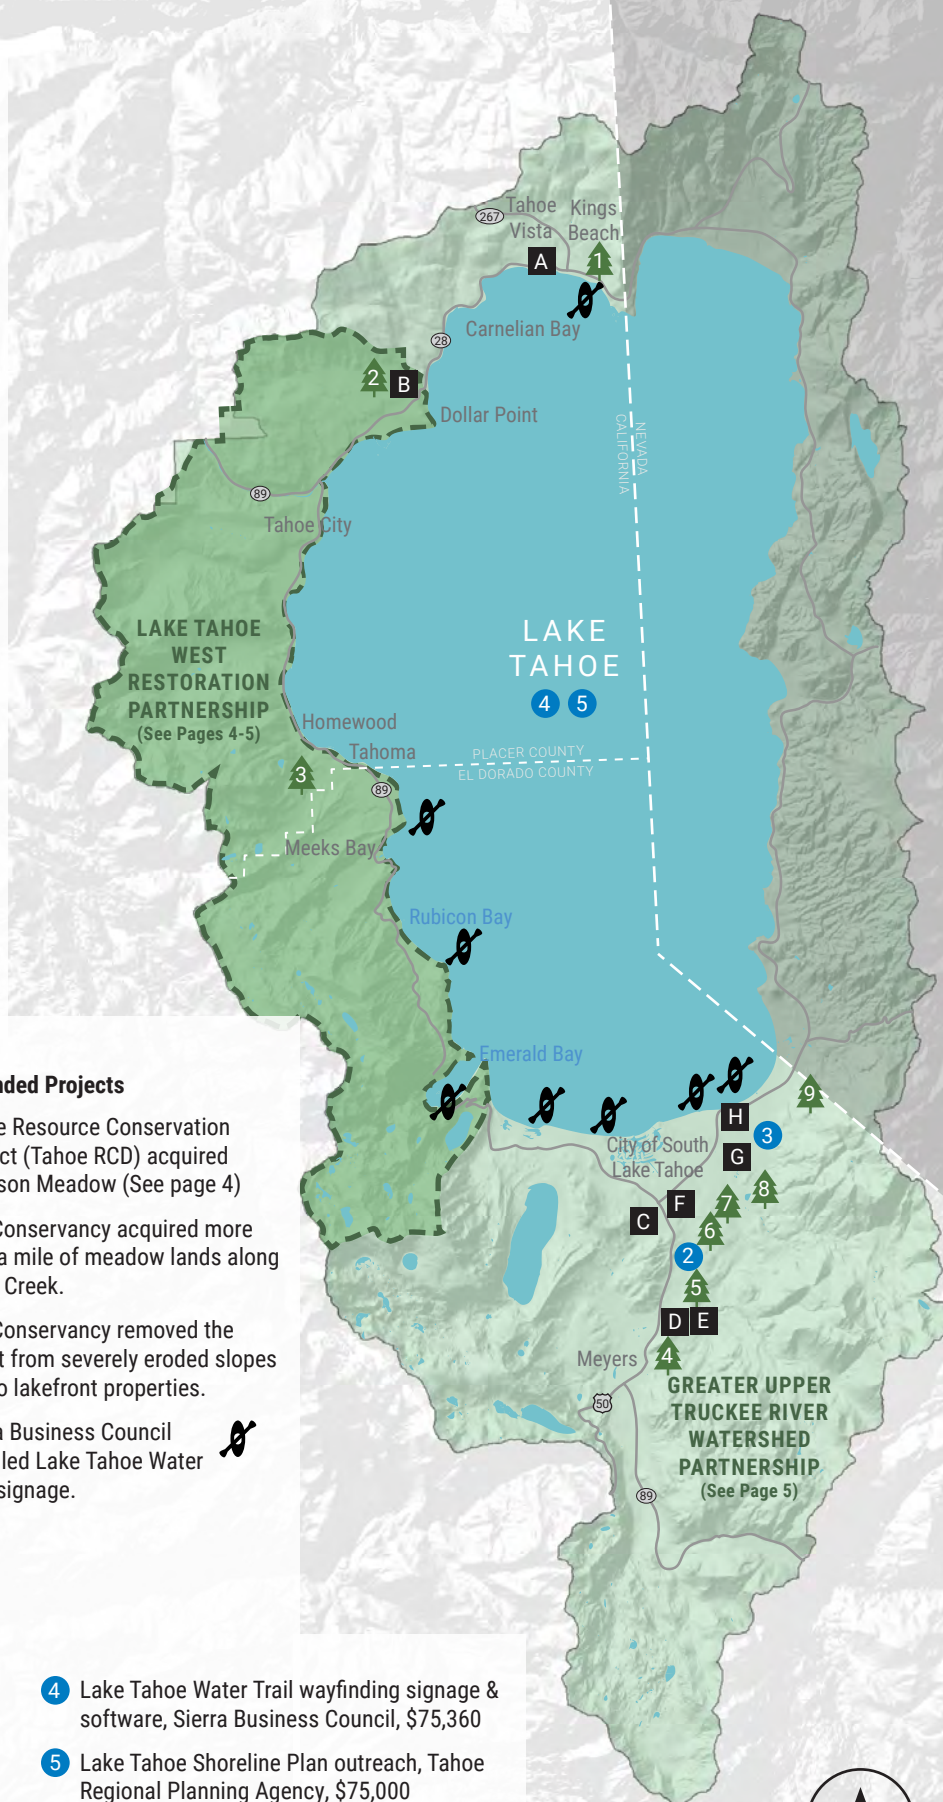 267
Tahoe
Vista
Kings
Beach
A
1
Carnelian Bay
28
2
B
Dollar Point
NEVADA
CALIFORNIA
89
Tahoe City
LAKE TAHOE
WEST
RESTORATION
PARTNERSHIP
(See Pages 4-5)
LAKE
TAHOE
4 5
Homewood
Tahoma
PLACER COUNTY
EL DORADO COUNTY
3
89
Meeks Bay
Rubicon Bay
Emerald Bay
9
H
3
City of South
Lake Tahoe
G
8
7
F
C
6
2
5
D E
4
Meyers
50
GREATER UPPER
TRUCKEE RIVER
WATERSHED
PARTNERSHIP
(See Page 5)
89
Projects
Resource Conservation
(Tahoe RCD) acquired
Meadow (See page 4)
Conservancy acquired more
a mile of meadow lands along
Creek.
Conservancy removed the
from severely eroded slopes
lakefront properties.
Business Council
Lake Tahoe Water
signage.
4 Lake Tahoe Water Trail wayfinding signage &
software, Sierra Business Council, $75,360
5 Lake Tahoe Shoreline Plan outreach, Tahoe
Regional Planning Agency, $75,000